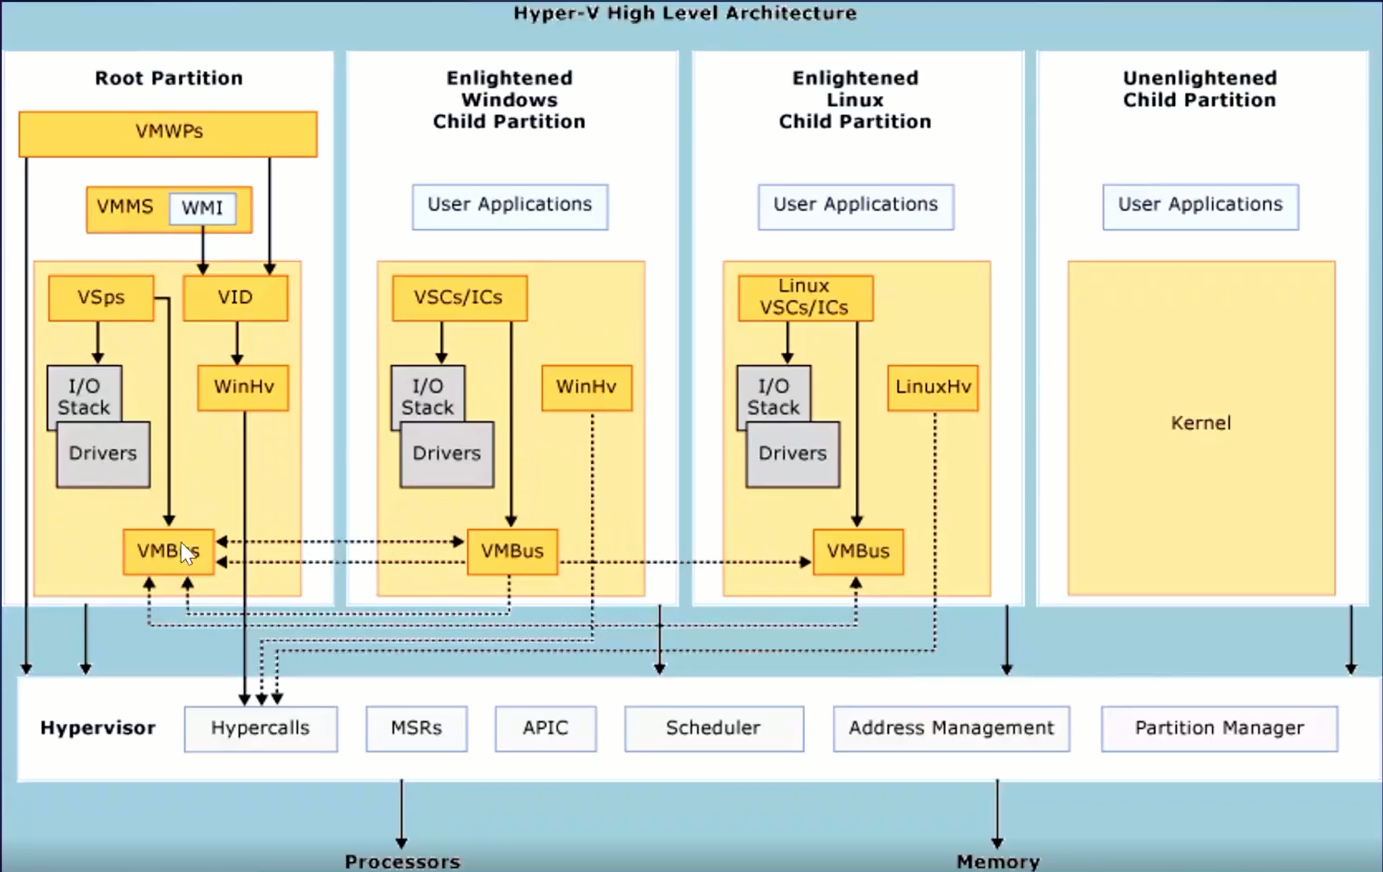 Hyper-V High Level Architecture
Root Partition
VMWPs
VMMS
WMI
VSps
VID
I/O
Stack
WinHv
Drivers
VMBus
Enlightened
Windows
Child Partition
User Applications
VSCs/ICs
I/O
Stack
WinHv
Drivers
VMBus
Enlightened
Linux
Child Partition
User Applications
Linux
VSCs/ICs
I/O
Stack
LinuxHv
Drivers
VMBus
Unenlightened
Child Partition
User Applications
Kernel
Hypervisor
Hypercalls
MSRs
APIC
Scheduler
Address Management
Partition Manager
Processors
Memory